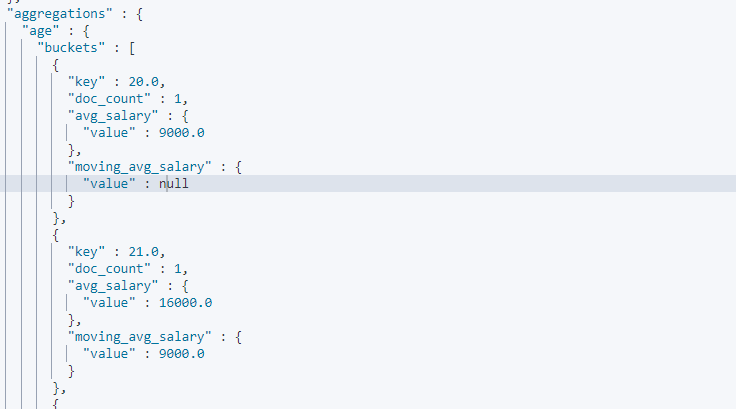 "aggregations" : {
"age" : {
"buckets" : [
{
"key" : 20.0,
"doc_count" : 1,
"avg_salary" : {
"value" : 9000.0
},
"moving_avg_salary" : {
"value" : null
}
},
{
"key" : 21.0,
"doc_count" : 1,
"avg_salary" : {
"value" : 16000.0
},
"moving_avg_salary" : {
"value" : 9000.0
}
},
{